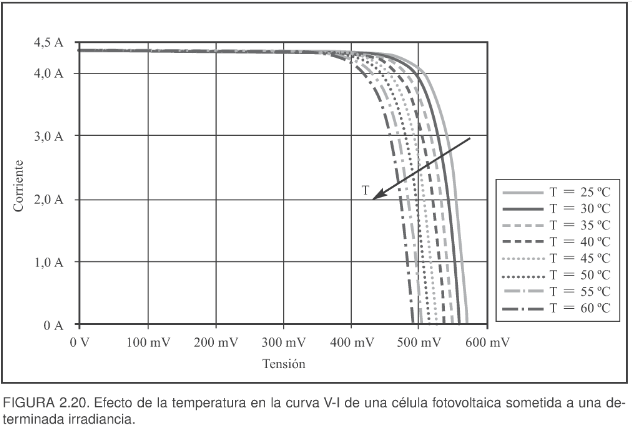 4,5 A
4,0 A
3,0 A
2,0 A
1,0 A
0 A
Corriente
T
0 V 100 mV 200 mV 300 mV 400 mV 500 mV 600 mV
Tensión
T = 25 ºC
T = 30 ºC
T = 35 ºC
T = 40 ºC
T = 45 ºC
T = 50 ºC
T = 55 ºC
T = 60 ºC
FIGURA 2.20. Efecto de la temperatura en la curva V-I de una célula fotovoltaica sometida a una de-
terminada irradiancia.